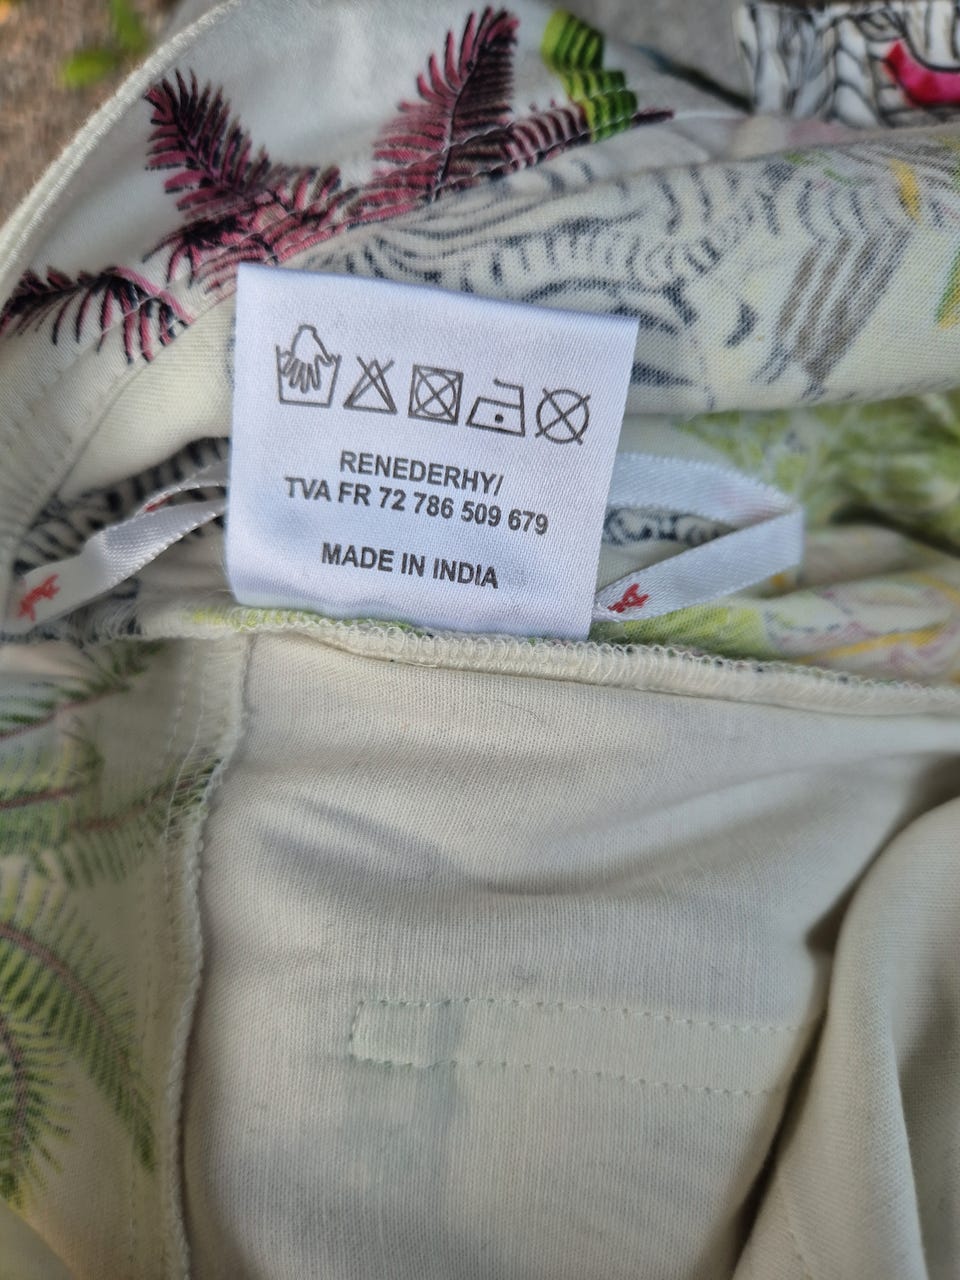 RENEDERHY/
TVA FR 72 786 509 679
MADE IN INDIA